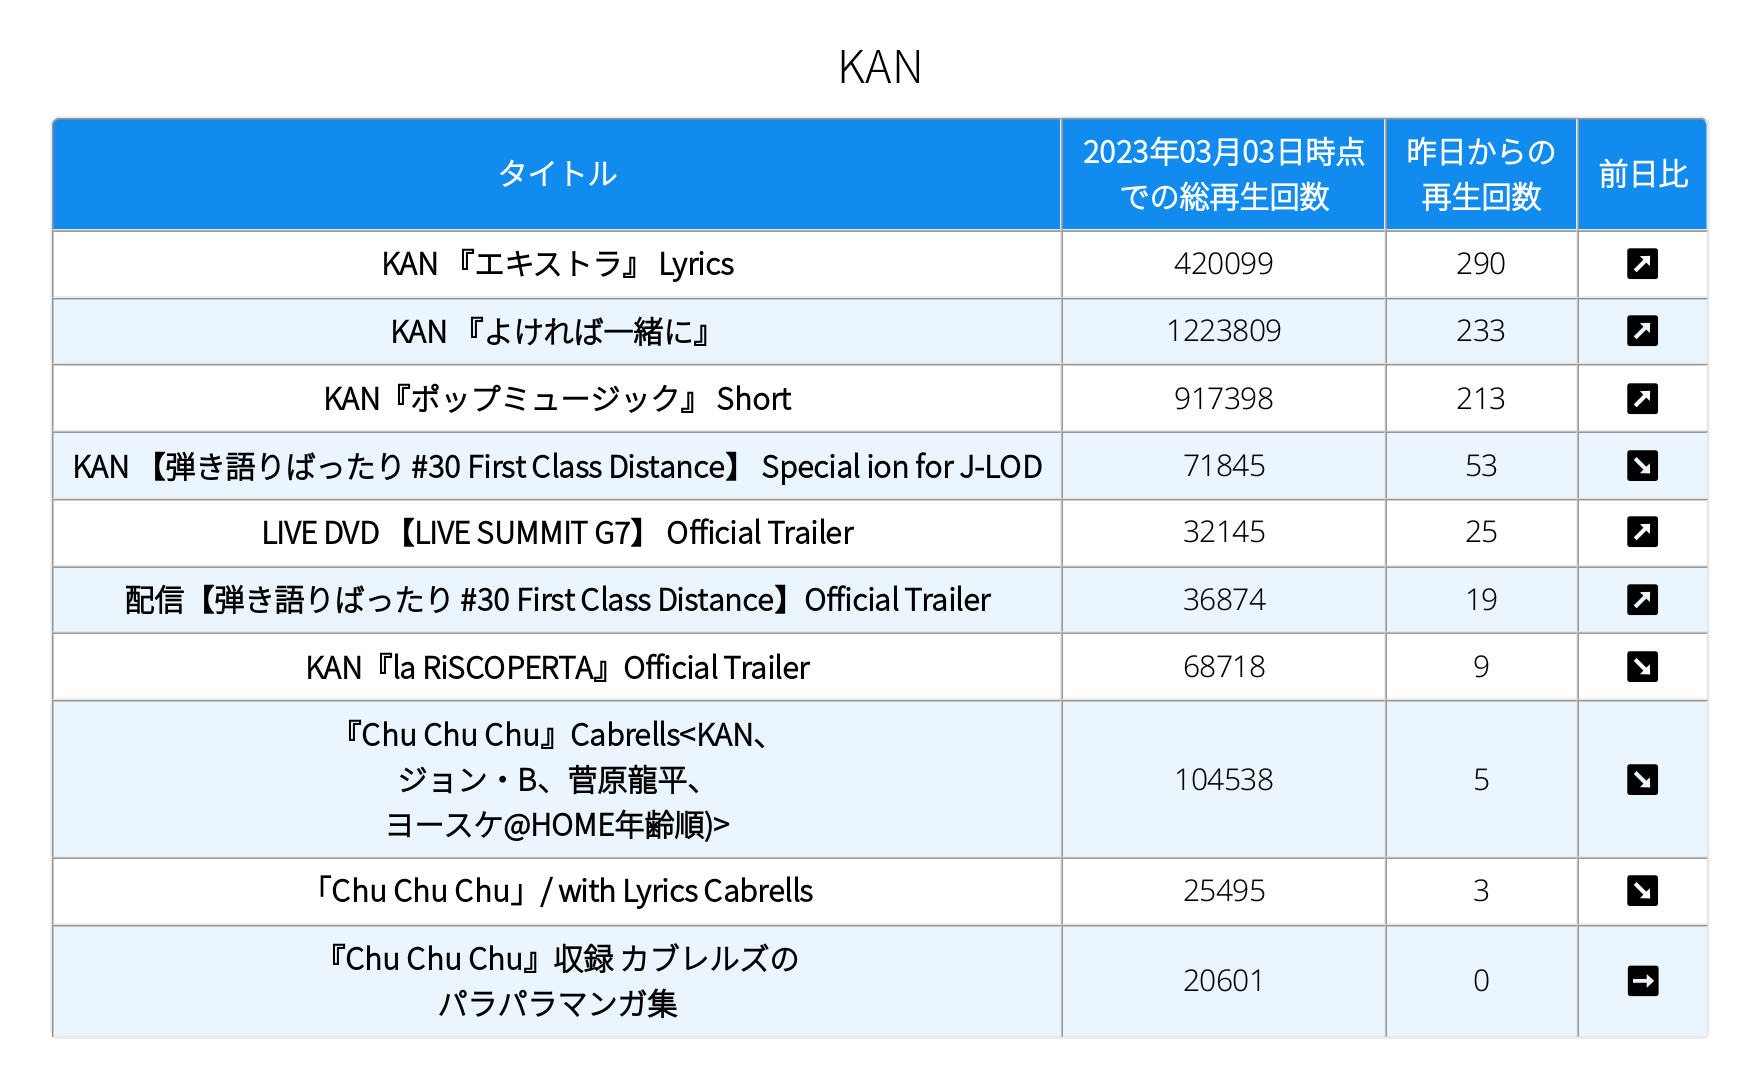 KAN
タイトル
2023年03月03日時点
での総再生回数
昨日からの
再生回数
前日比
KAN 『エキストラ』 Lyrics
420099
290
KAN 『よければ一緒に』
1223809
233
KAN『ポップミュージック』 Short
917398
213
KAN 【弾き語りばったり #30 First Class Distance】 Special ion for J-LOD
71845
53
LIVE DVD 【LIVE SUMMIT G7】 Official Trailer
32145
25
配信【弾き語りばったり #30 First Class Distance】Official Trailer
36874
19
KAN『la RiSCOPERTA』Official Trailer
68718
9
『Chu Chu Chu』Cabrells<KAN、
ジョン・B、菅原龍平、
ヨースケ@HOME年齢順)>
104538
5
「Chu Chu Chu」/ with Lyrics Cabrells
25495
3
『Chu Chu Chu』収録 カブレルズの
パラパラマンガ集
20601
0